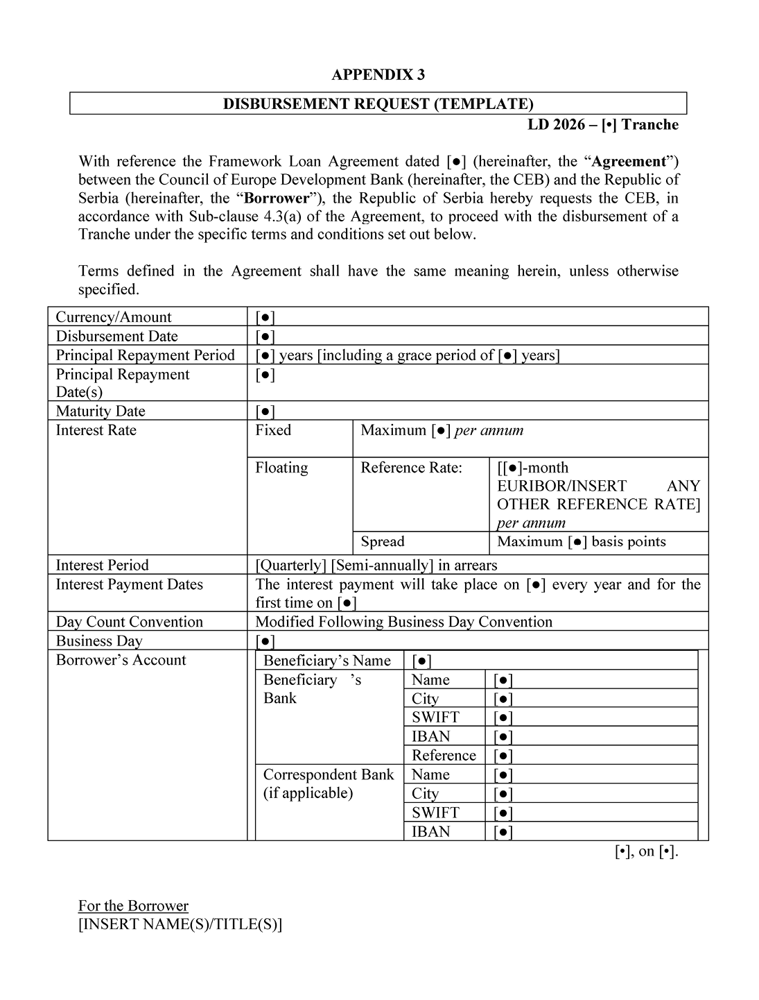 APPENDIX 3
DISBURSEMENT REQUEST (TEMPLATE)
LD 2026 – [•] Tranche
With reference the Framework Loan Agreement dated [●] (hereinafter, the “Agreement”)
between the Council of Europe Development Bank (hereinafter, the CEB) and the Republic of
Serbia (hereinafter, the “Borrower”), the Republic of Serbia hereby requests the CEB, in
accordance with Sub-clause 4.3(a) of the Agreement, to proceed with the disbursement of a
Tranche under the specific terms and conditions set out below.
Terms defined in the Agreement shall have the same meaning herein, unless otherwise
specified.
Currency/Amount [●]
Disbursement Date [●]
Principal Repayment Period [●] years [including a grace period of [●] years]
Principal Repayment [●]
Date(s)
Maturity Date [●]
Interest Rate Fixed Maximum [●] per annum
Floating Reference Rate: [[●]-month
EURIBOR/INSERT ANY
OTHER REFERENCE RATE]
per annum
Spread Maximum [●] basis points
Interest Period [Quarterly] [Semi-annually] in arrears
Interest Payment Dates The interest payment will take place on [●] every year and for the
first time on [●]
Day Count Convention Modified Following Business Day Convention
Business Day [●]
Borrower’s Account Beneficiary’s Name [●]
Beneficiary ’s Name [●]
Bank City [●]
SWIFT [●]
IBAN [●]
Reference [●]
Correspondent Bank Name [●]
(if applicable) City [●]
SWIFT [●]
IBAN [●]
[•], on [•].
For the Borrower
[INSERT NAME(S)/TITLE(S)]